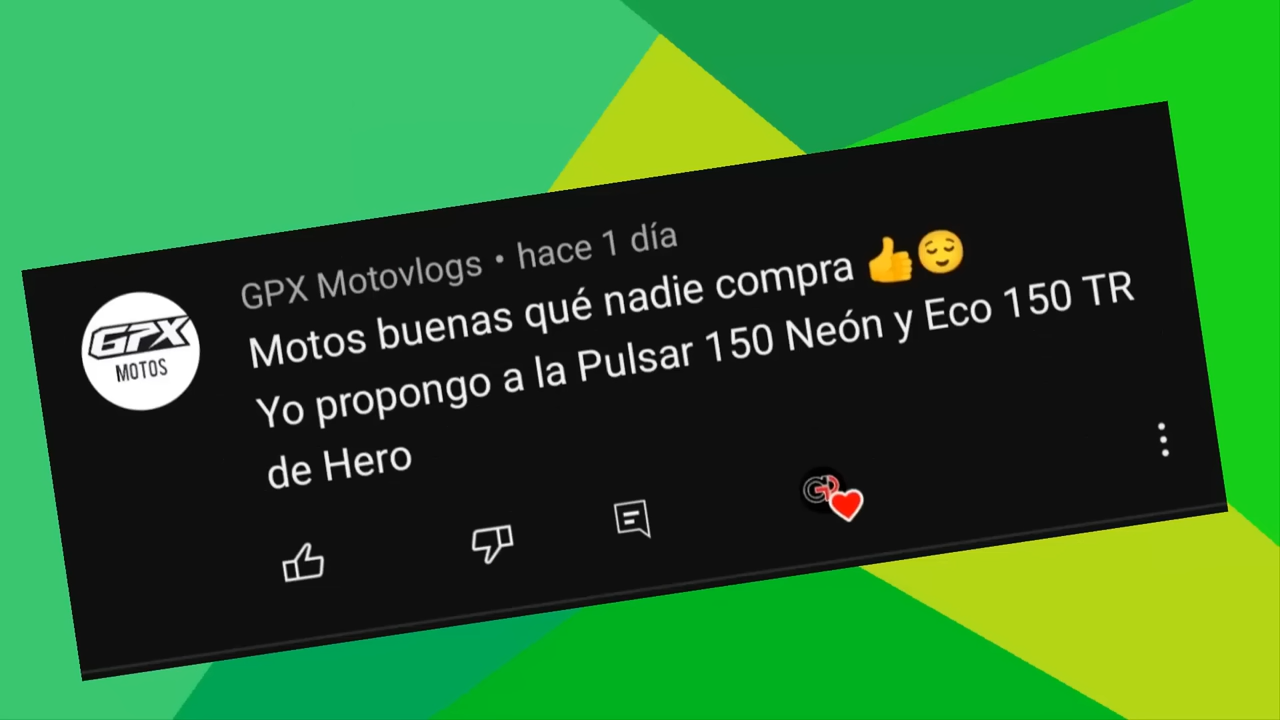 GPX Motovlogs • hace 1 día
Motos buenas qué nadie compra 👍😌
Yo propongo a la Pulsar 150 Neón y Eco 150 TR
de Hero
GPX
MOTOS